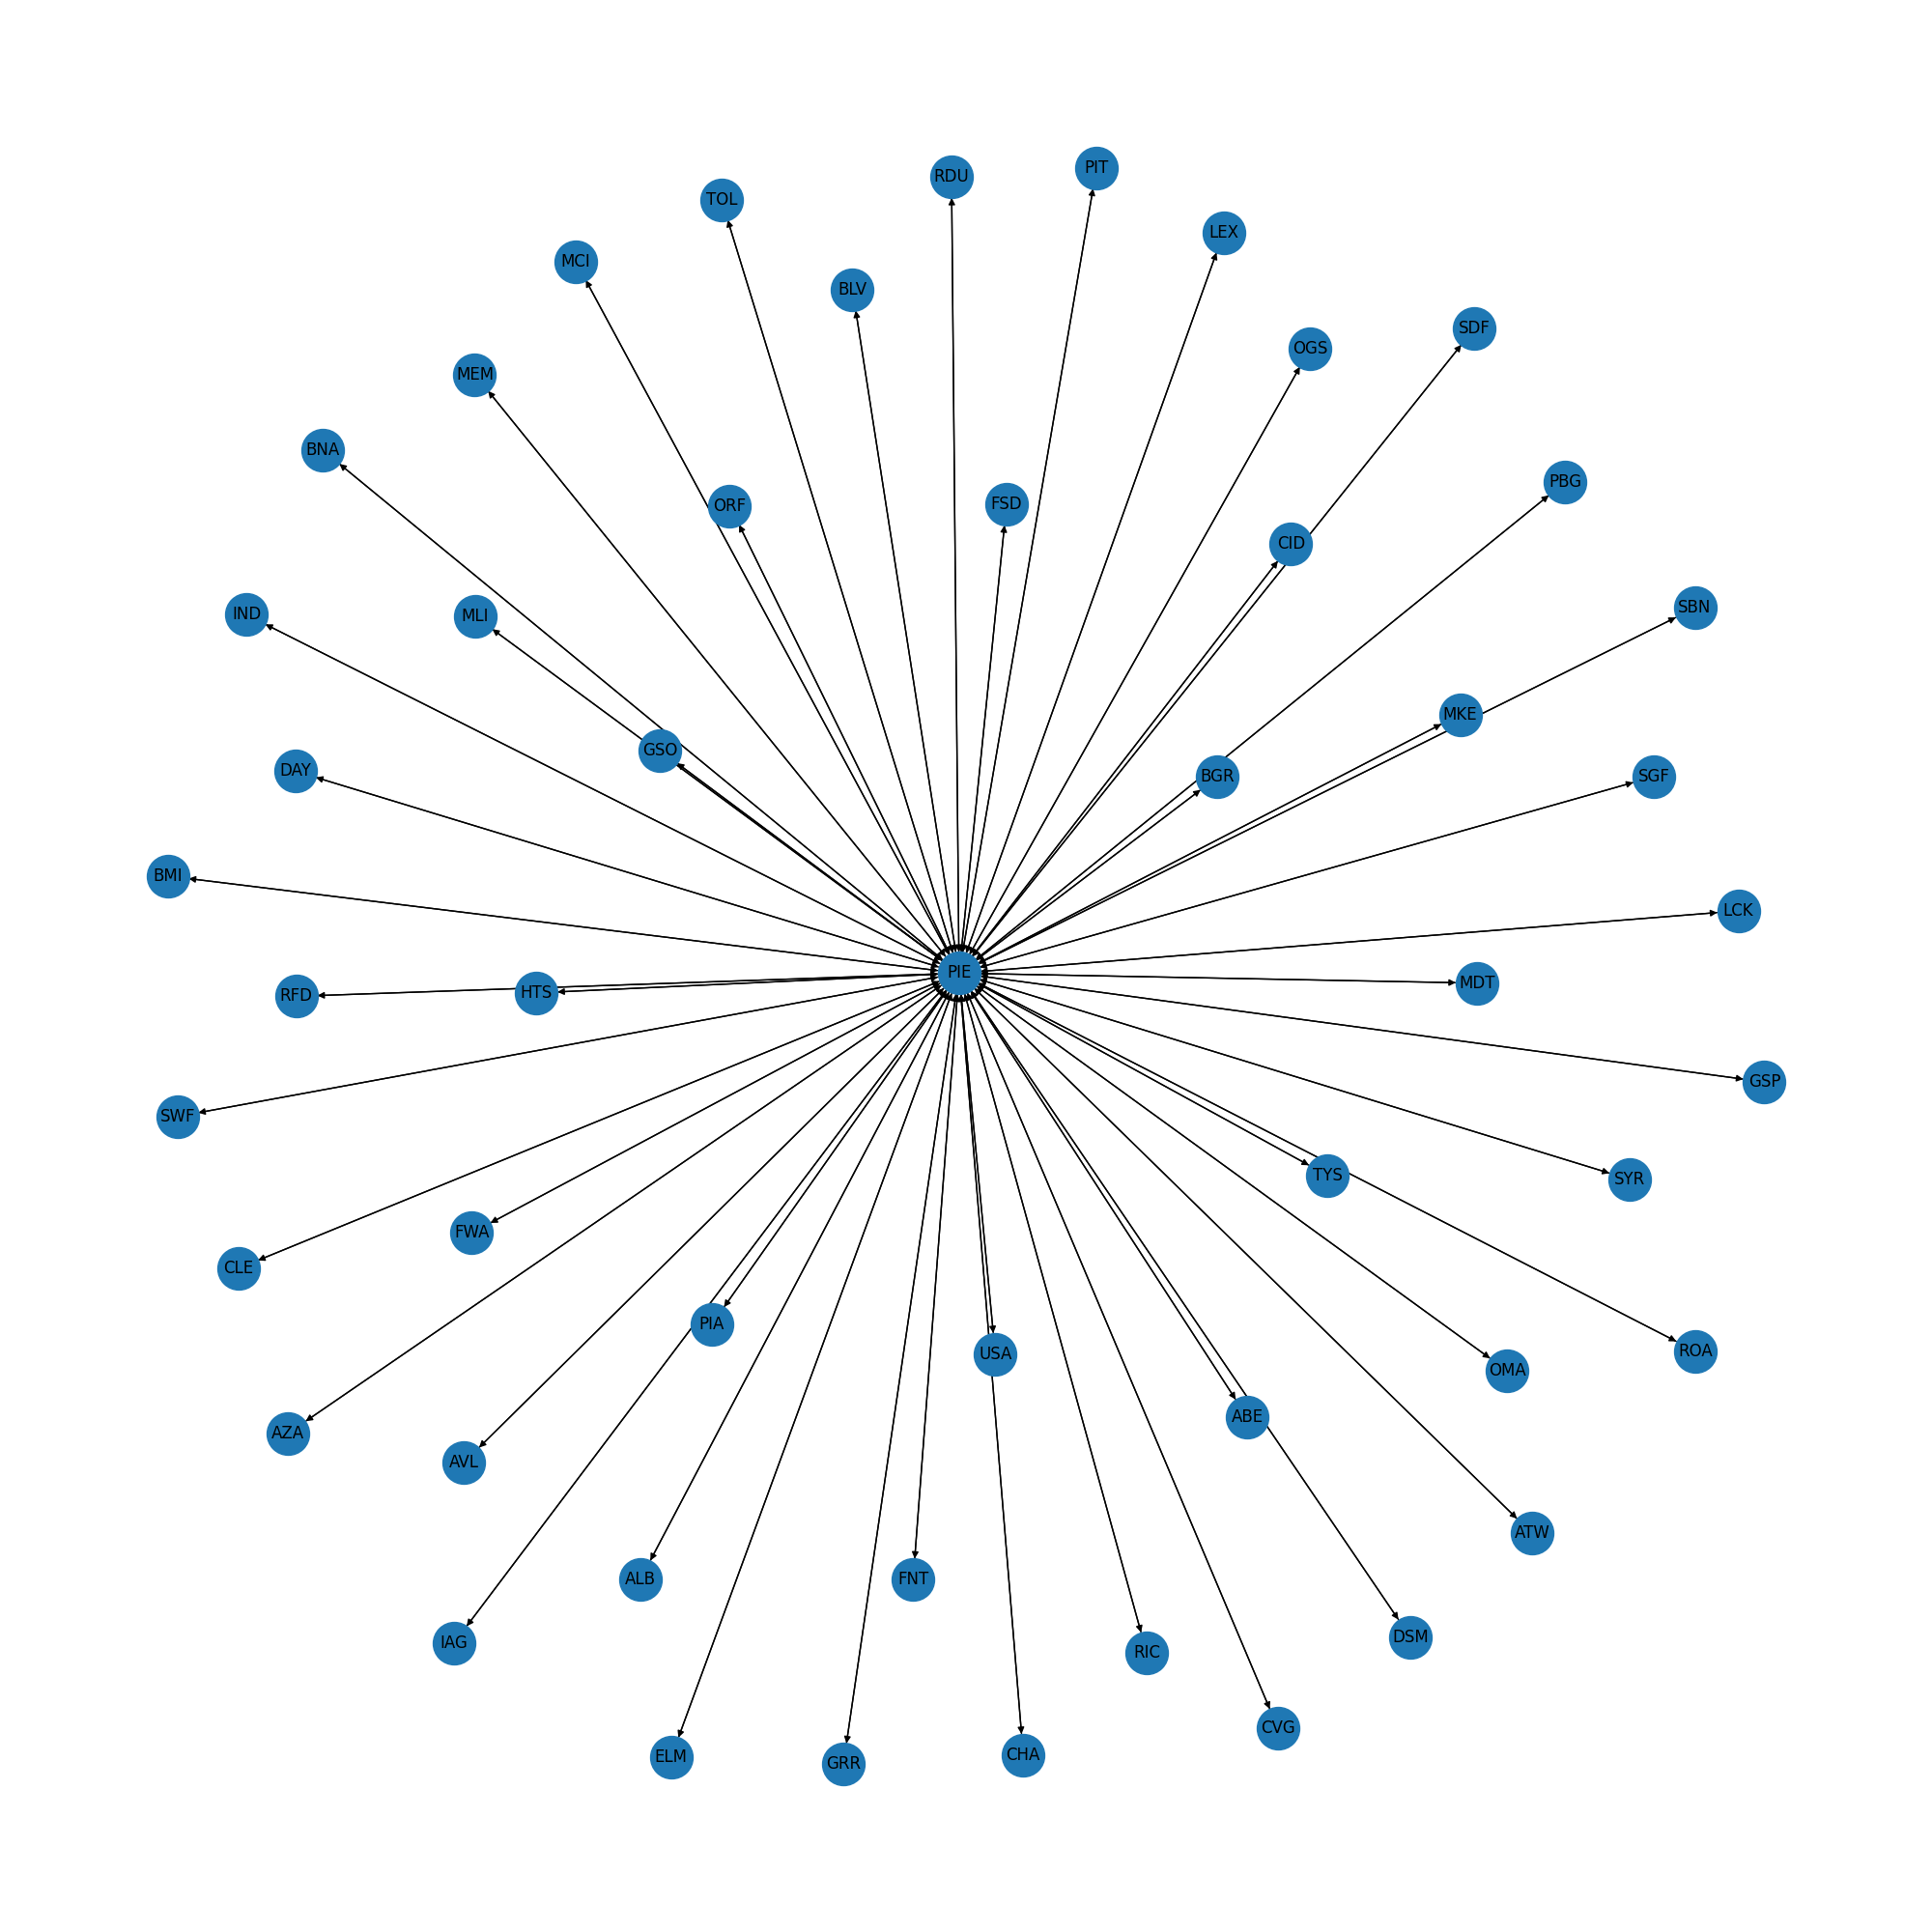 PIT
RDU
TOL
LEX
MCI
BLV
SDF
OGS
MEM
BNA
PBG
FSD
ORF
CID
SBN
IND
MLI
MKE
GSO
DAY
BGR
SGF
BMI
LCK
PIE
MDT
HTS
RFD
GSP
SWF
TYS
SYR
FWA
CLE
PIA
ROA
USA
OMA
ABE
AZA
AVL
ATW
ALB
FNT
DSM
IAG
RIC
CVG
CHA
ELM
GRR